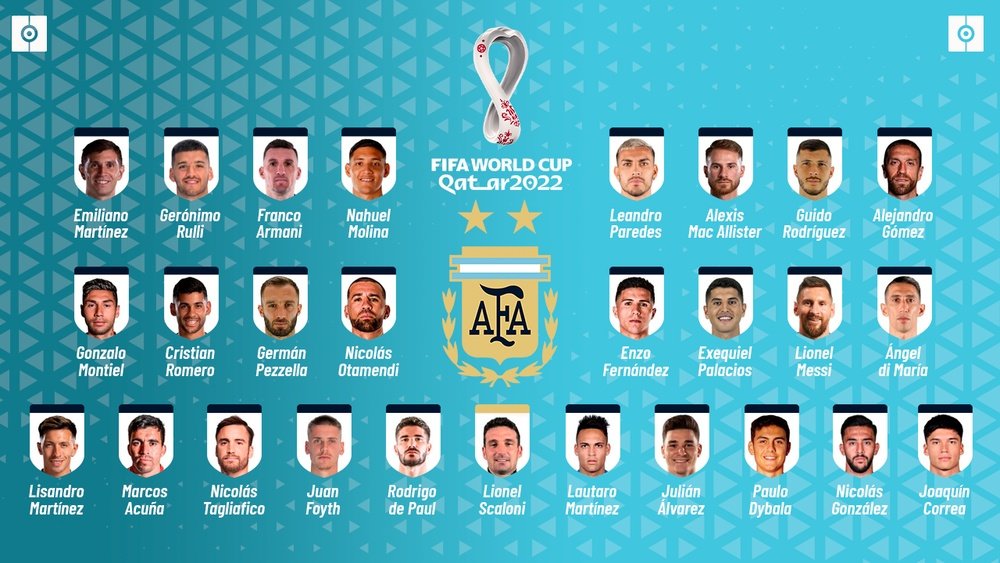 FIFA WORLD CUP
Qatar2022
AFA
Emiliano
Martínez
Gerónimo
Rulli
Franco
Armani
Nahuel
Molina
Leandro
Paredes
Alexis
Mac Allister
Guido
Rodríguez
Alejandro
Gómez
Gonzalo
Montiel
Cristian
Romero
Germán
Pezzella
Nicolás
Otamendi
Enzo
Fernández
Exequiel
Palacios
Lionel
Messi
Ángel
di María
Lisandro
Martínez
Marcos
Acuña
Nicolás
Tagliafico
Juan
Foyth
Rodrigo
de Paul
Lionel
Scaloni
Lautaro
Martínez
Julián
Álvarez
Paulo
Dybala
Nicolás
González
Joaquín
Correa